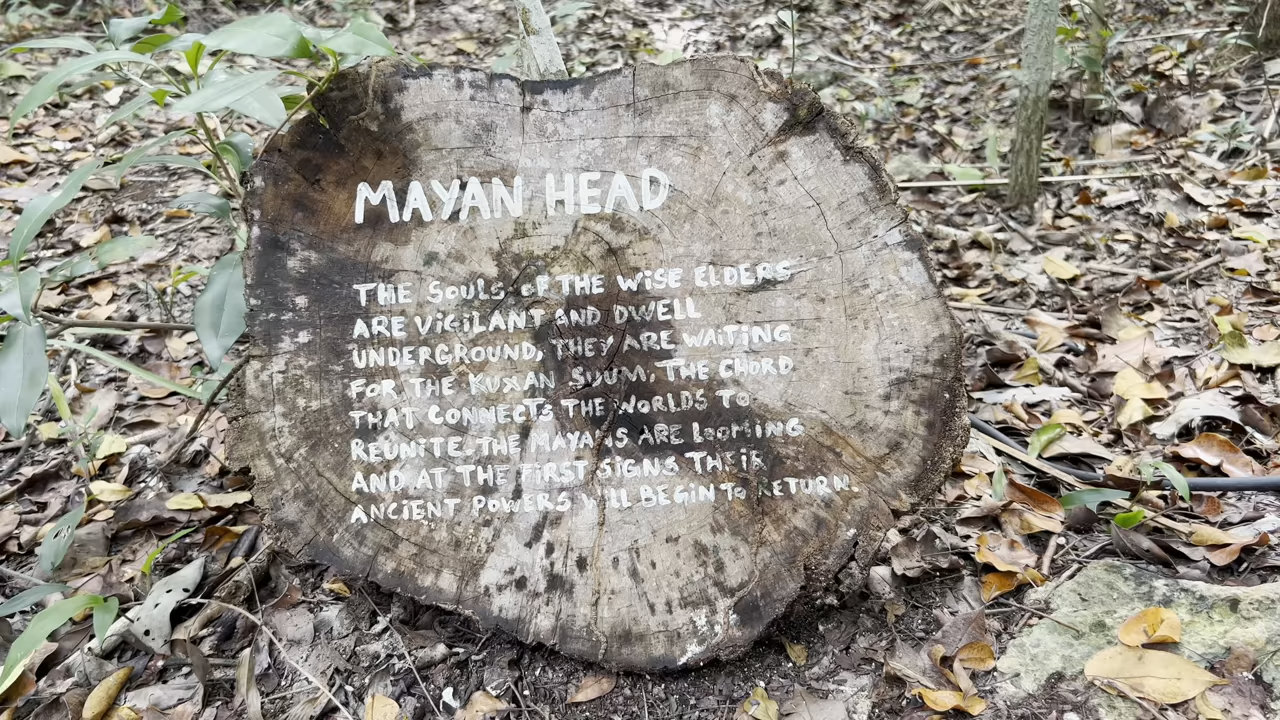 MAYAN HEAD
THE SOULS OF THE WISE ELDERS
ARE VIGILANT AND DWELL
UNDERGROUND, THEY ARE WAITING
FOR THE KUXAN SUUM, THE CHORD
THAT CONNECTS THE WORLDS TO
REUNITE. THE MAYANS ARE LOOMING
AND AT THE FIRST SIGNS THEIR
ANCIENT POWERS WILL BEGIN TO RETURN.